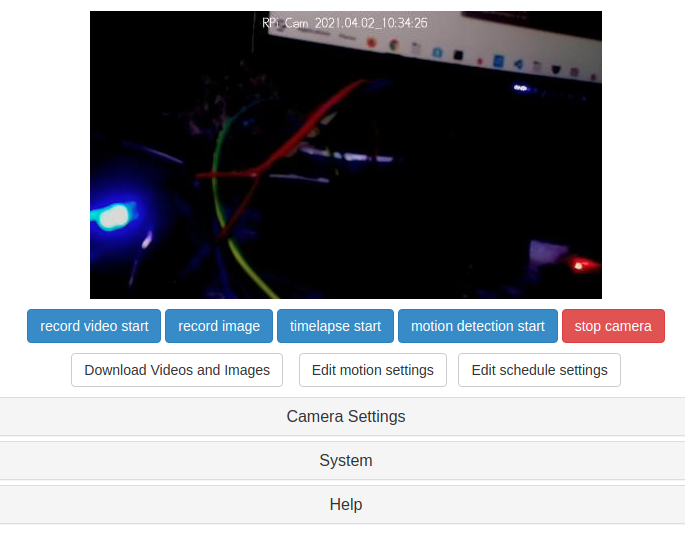 RPi Cam 2021.04.02_10:34:26
record video start
record image
timelapse start
motion detection start
stop camera
Download Videos and Images
Edit motion settings
Edit schedule settings
Camera Settings
System
Help